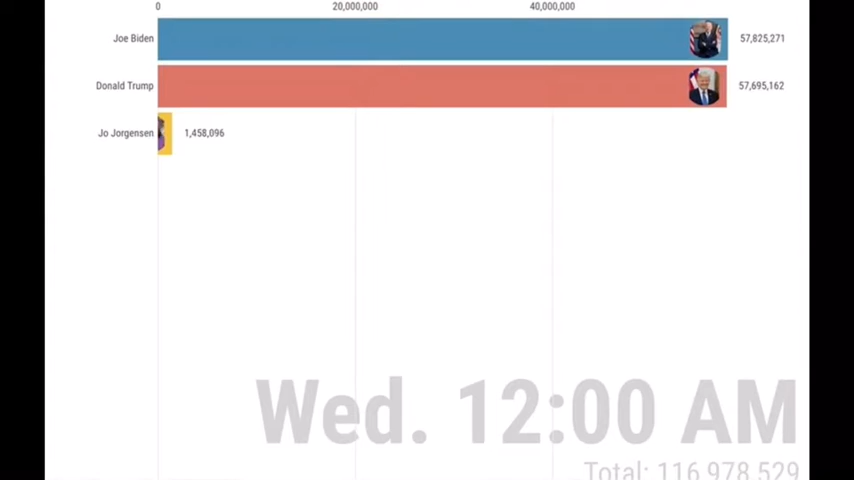 0 20,000,000 40,000,000
Joe Biden 57,825,271
Donald Trump 57,695,162
Jo Jorgensen 1,458,096
Wed. 12:00 AM
Total: 116,978,529